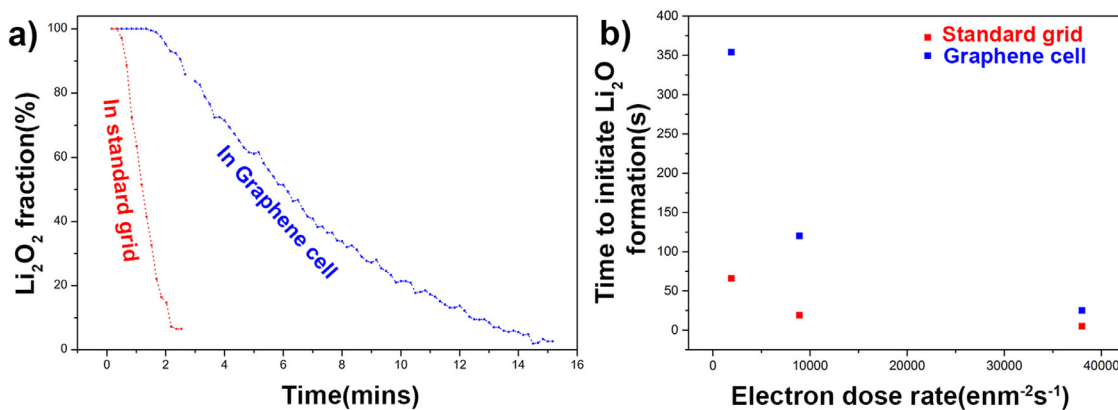 a)
Li₂O₂ fraction(%)
100
80
60
40
20
0
In standard grid
In Graphene cell
0 2 4 6 8 10 12 14 16
Time(mins)
b)
Time to initiate Li₂O
formation(s)
400
350
300
250
200
150
100
50
0
Standard grid
Graphene cell
0 10000 20000 30000 40000
Electron dose rate(enm⁻²s⁻¹)